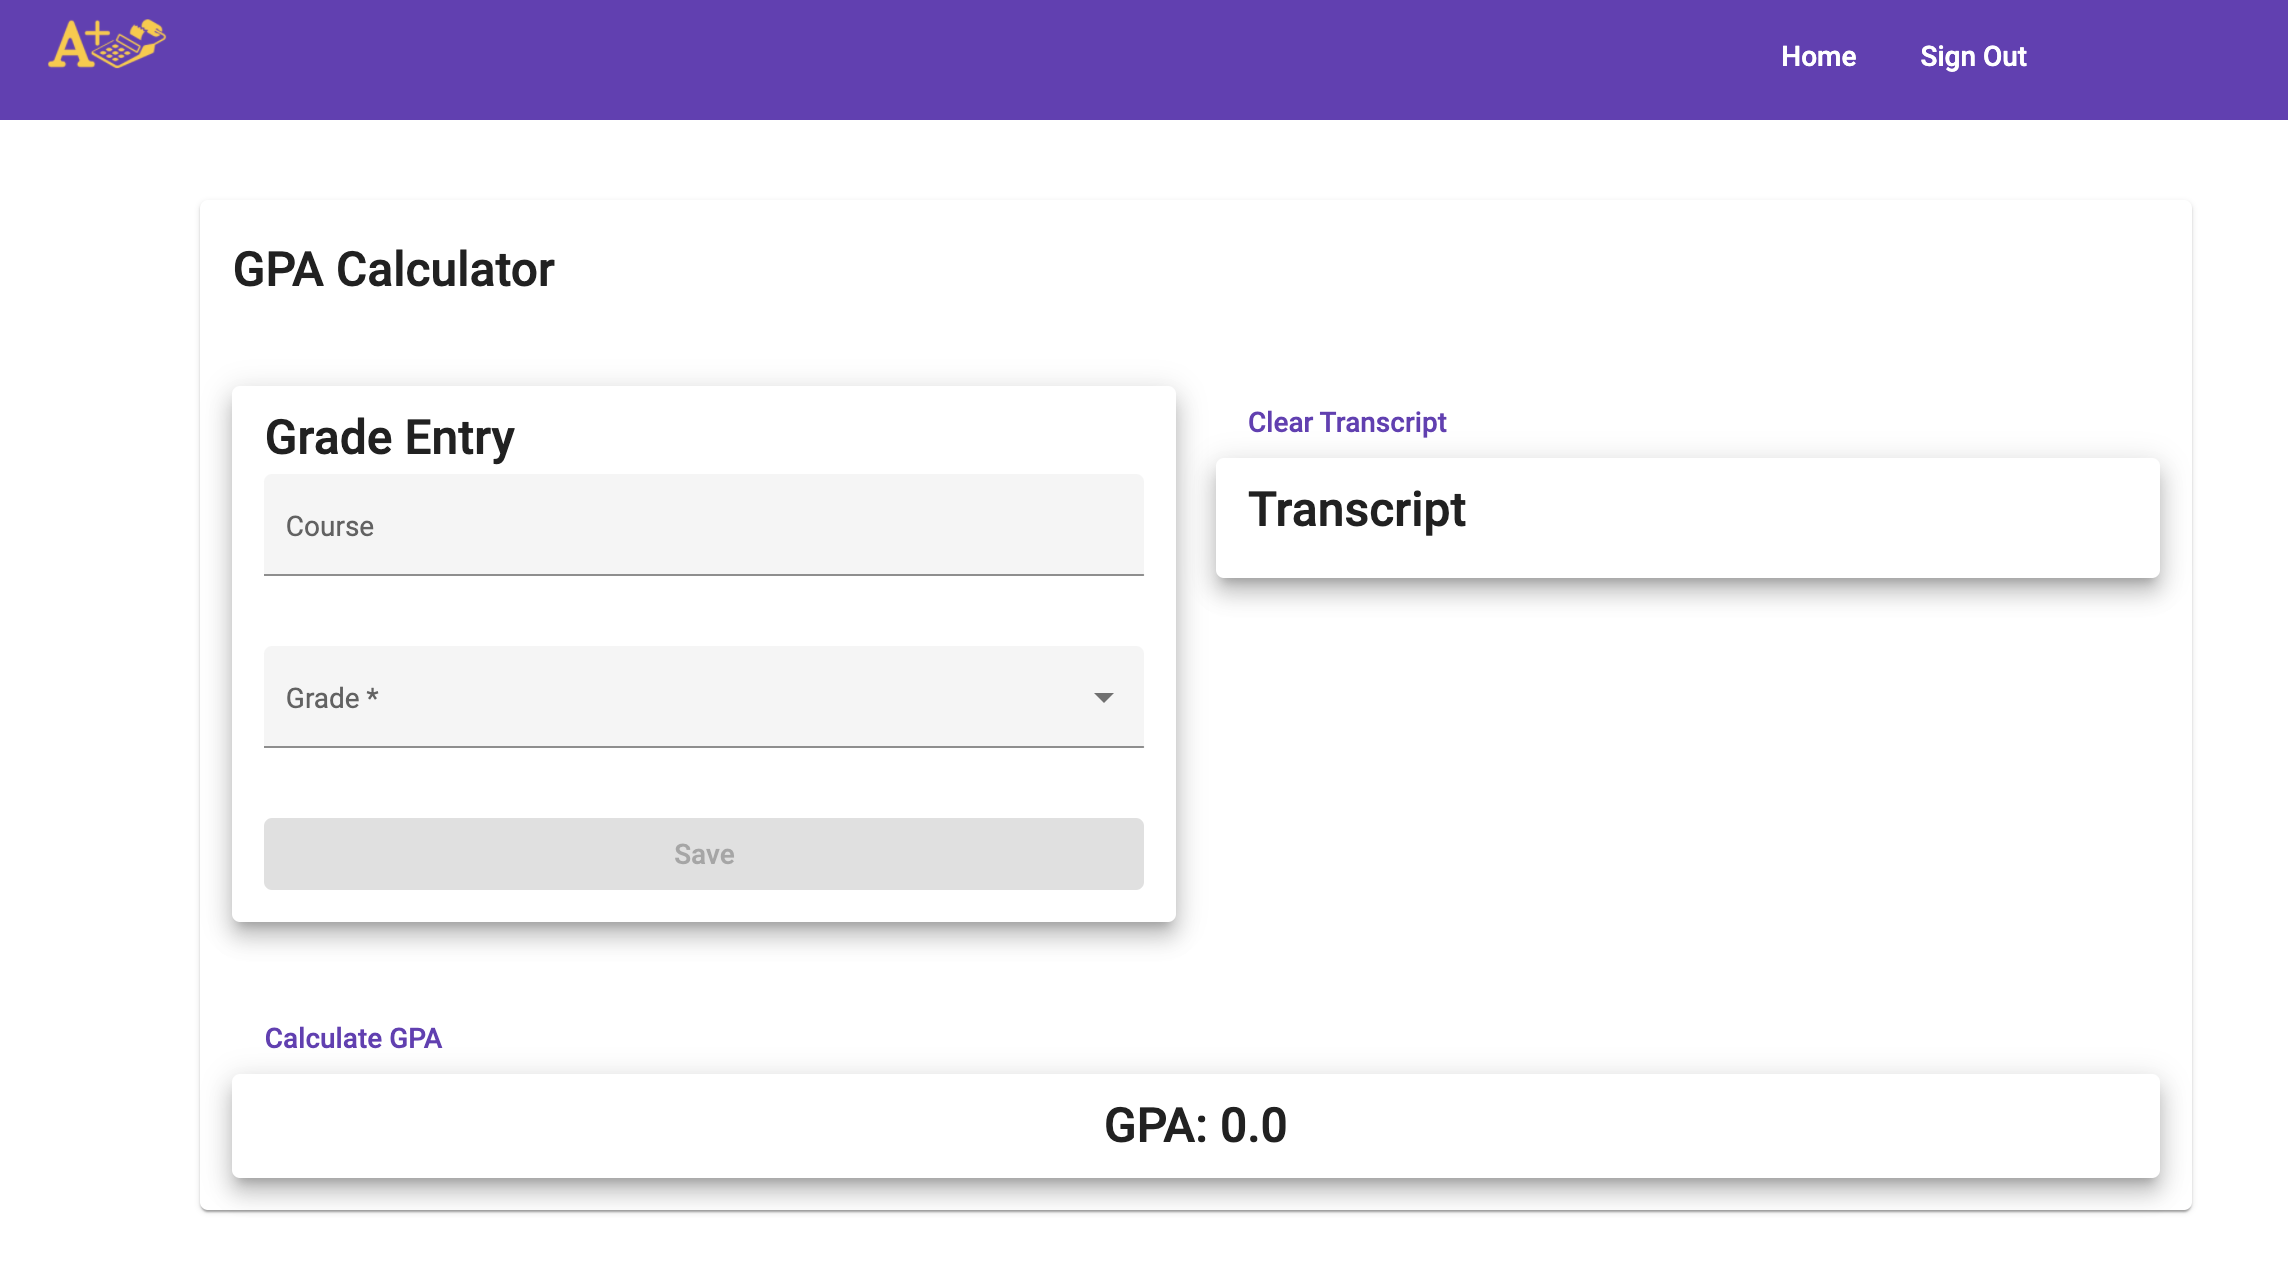 A+
Home
Sign Out
GPA Calculator
Grade Entry
Course
Grade *
Save
Clear Transcript
Transcript
Calculate GPA
GPA: 0.0